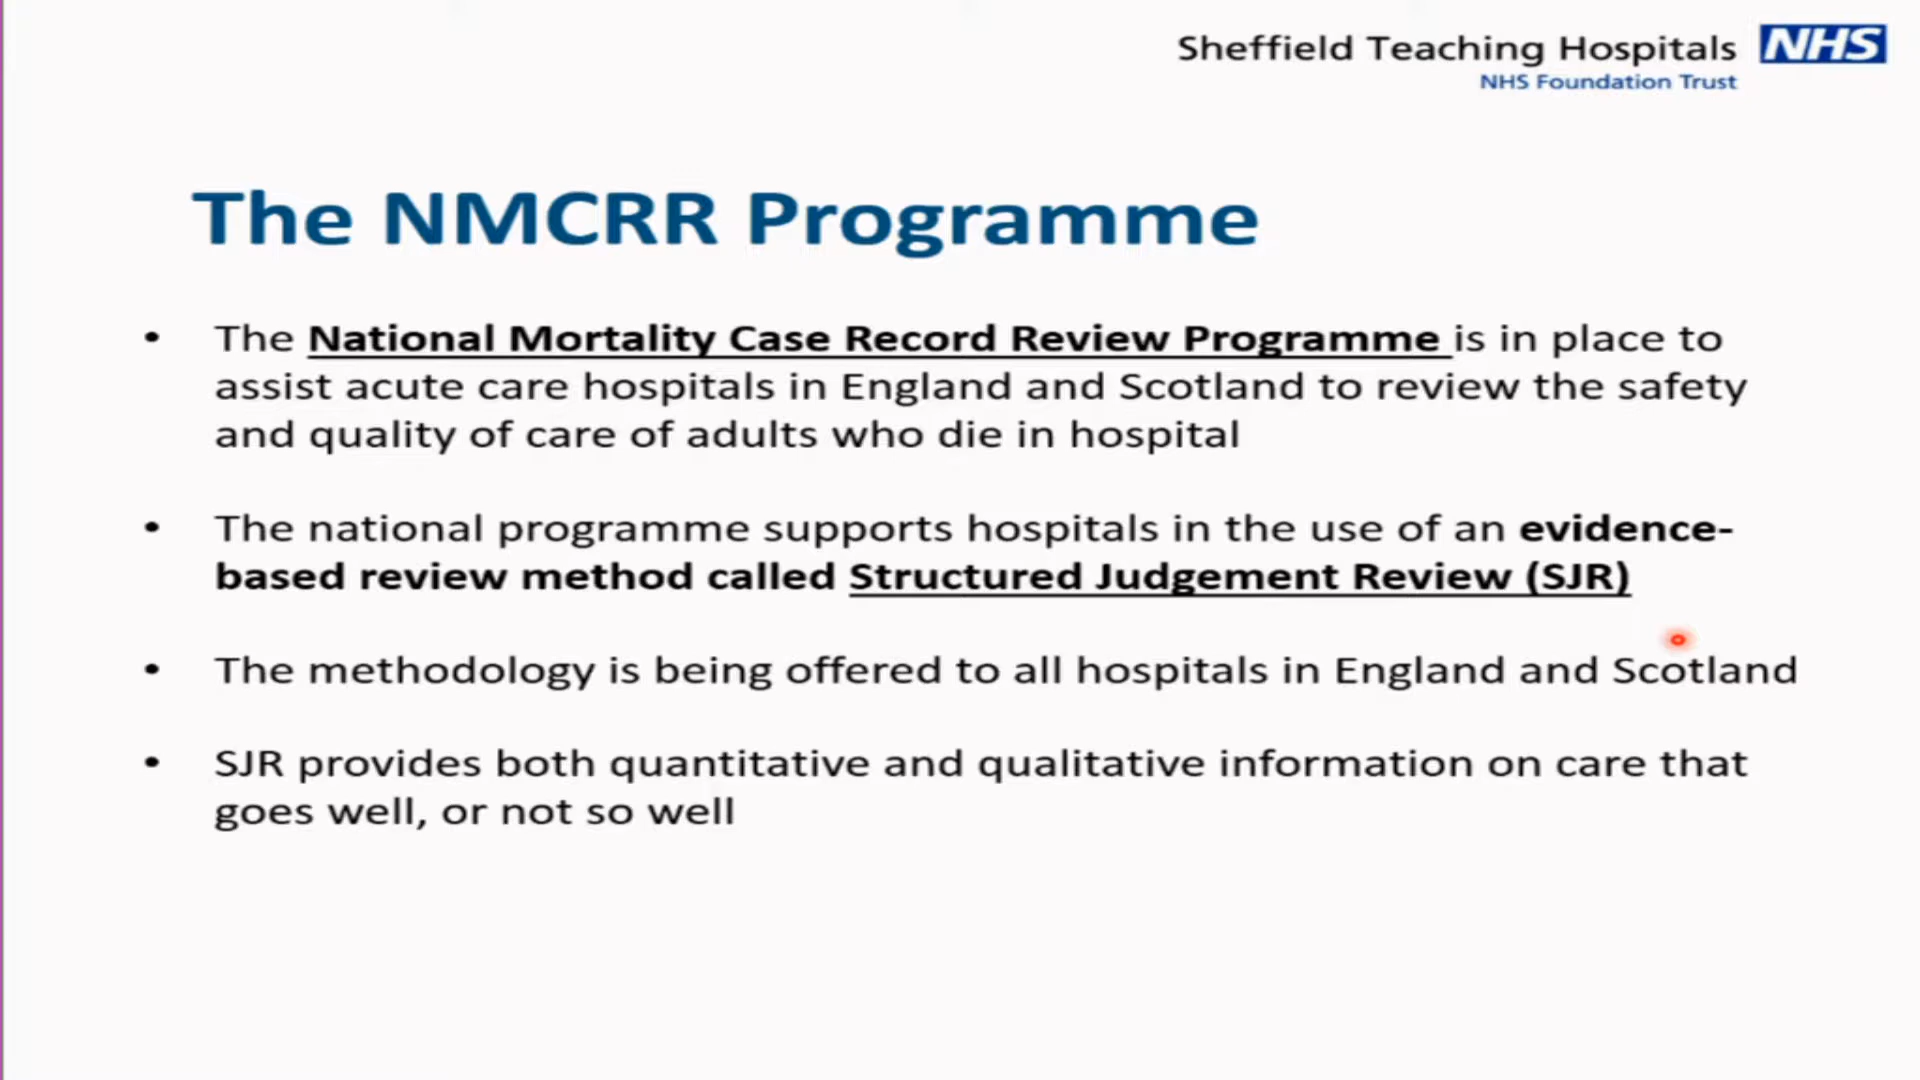 Sheffield Teaching Hospitals NHS
NHS Foundation Trust
The NMCRR Programme
• The National Mortality Case Record Review Programme is in place to
assist acute care hospitals in England and Scotland to review the safety
and quality of care of adults who die in hospital
• The national programme supports hospitals in the use of an evidence-
based review method called Structured Judgement Review (SJR)
• The methodology is being offered to all hospitals in England and Scotland
• SJR provides both quantitative and qualitative information on care that
goes well, or not so well